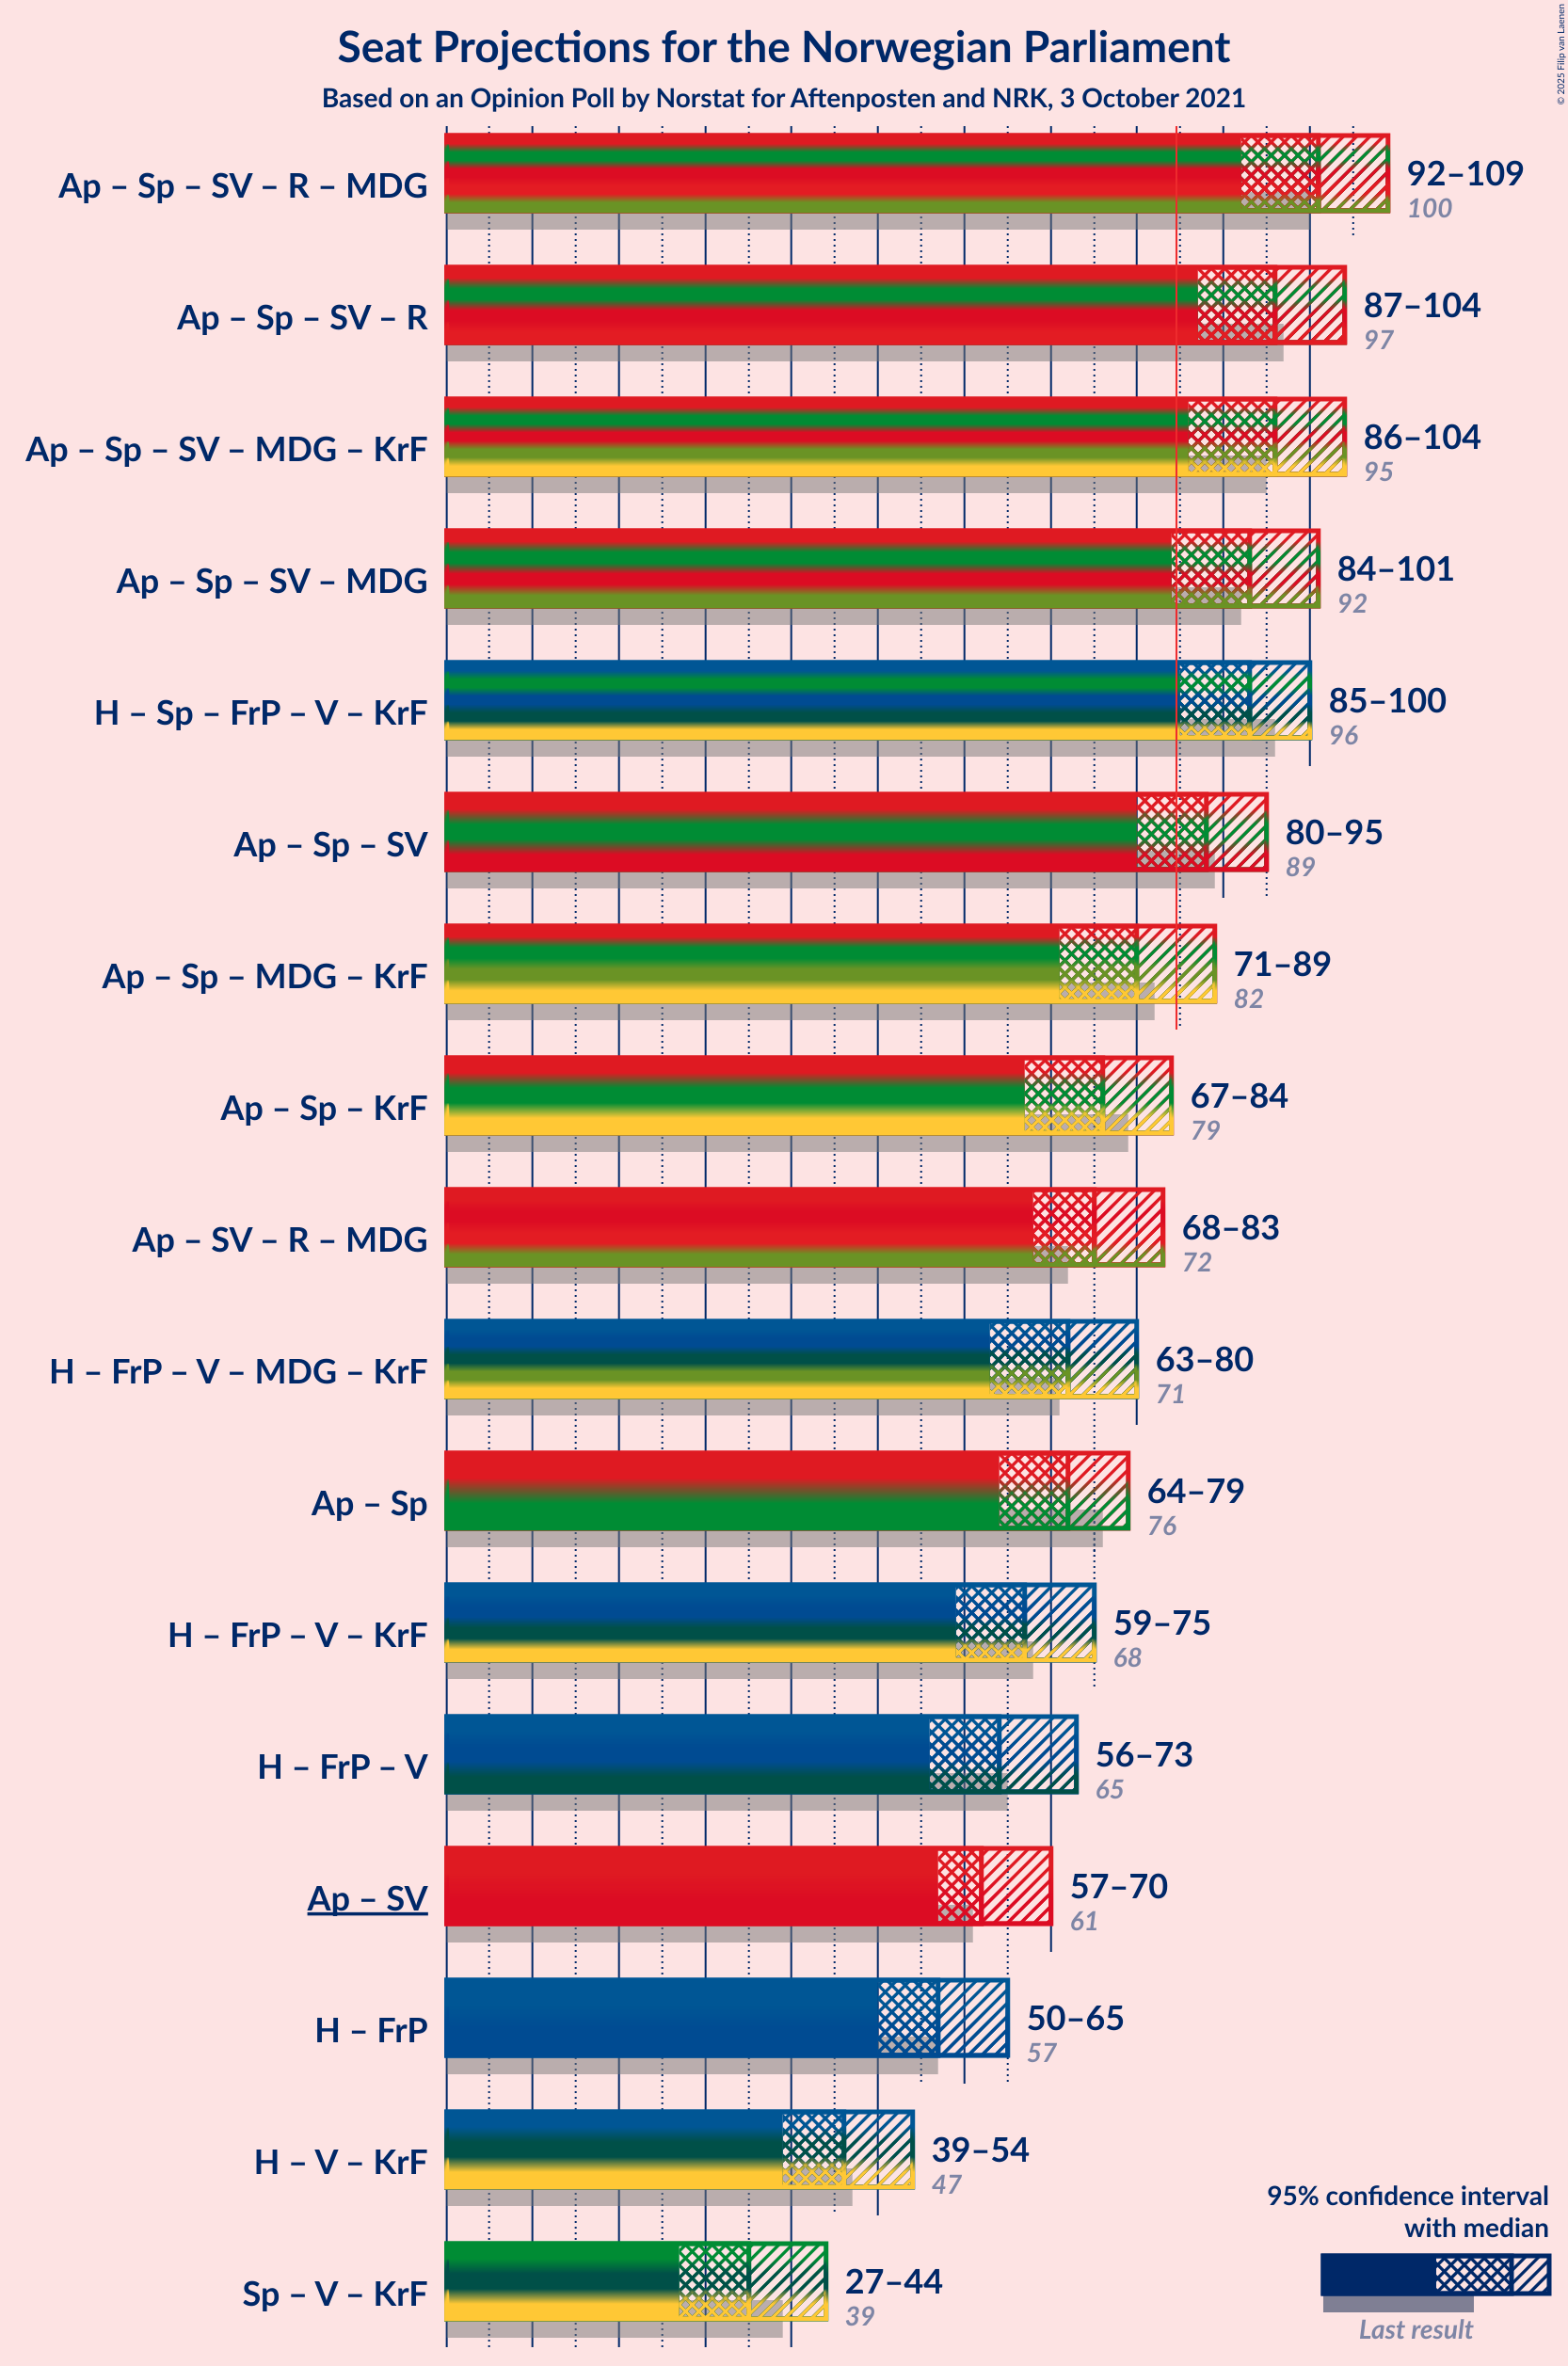 Seat Projections for the Norwegian Parliament
Based on an Opinion Poll by Norstat for Aftenposten and NRK, 3 October 2021
© 2025 Filip van Laenen
Ap – Sp – SV – R – MDG
92–109
100
Ap – Sp – SV – R
87–104
97
Ap – Sp – SV – MDG – KrF
86–104
95
Ap – Sp – SV – MDG
84–101
92
H – Sp – FrP – V – KrF
85–100
96
Ap – Sp – SV
80–95
89
Ap – Sp – MDG – KrF
71–89
82
Ap – Sp – KrF
67–84
79
Ap – SV – R – MDG
68–83
72
H – FrP – V – MDG – KrF
63–80
71
Ap – Sp
64–79
76
H – FrP – V – KrF
59–75
68
H – FrP – V
56–73
65
Ap – SV
57–70
61
H – FrP
50–65
57
H – V – KrF
39–54
47
Sp – V – KrF
27–44
39
95% confidence interval
with median
Last result